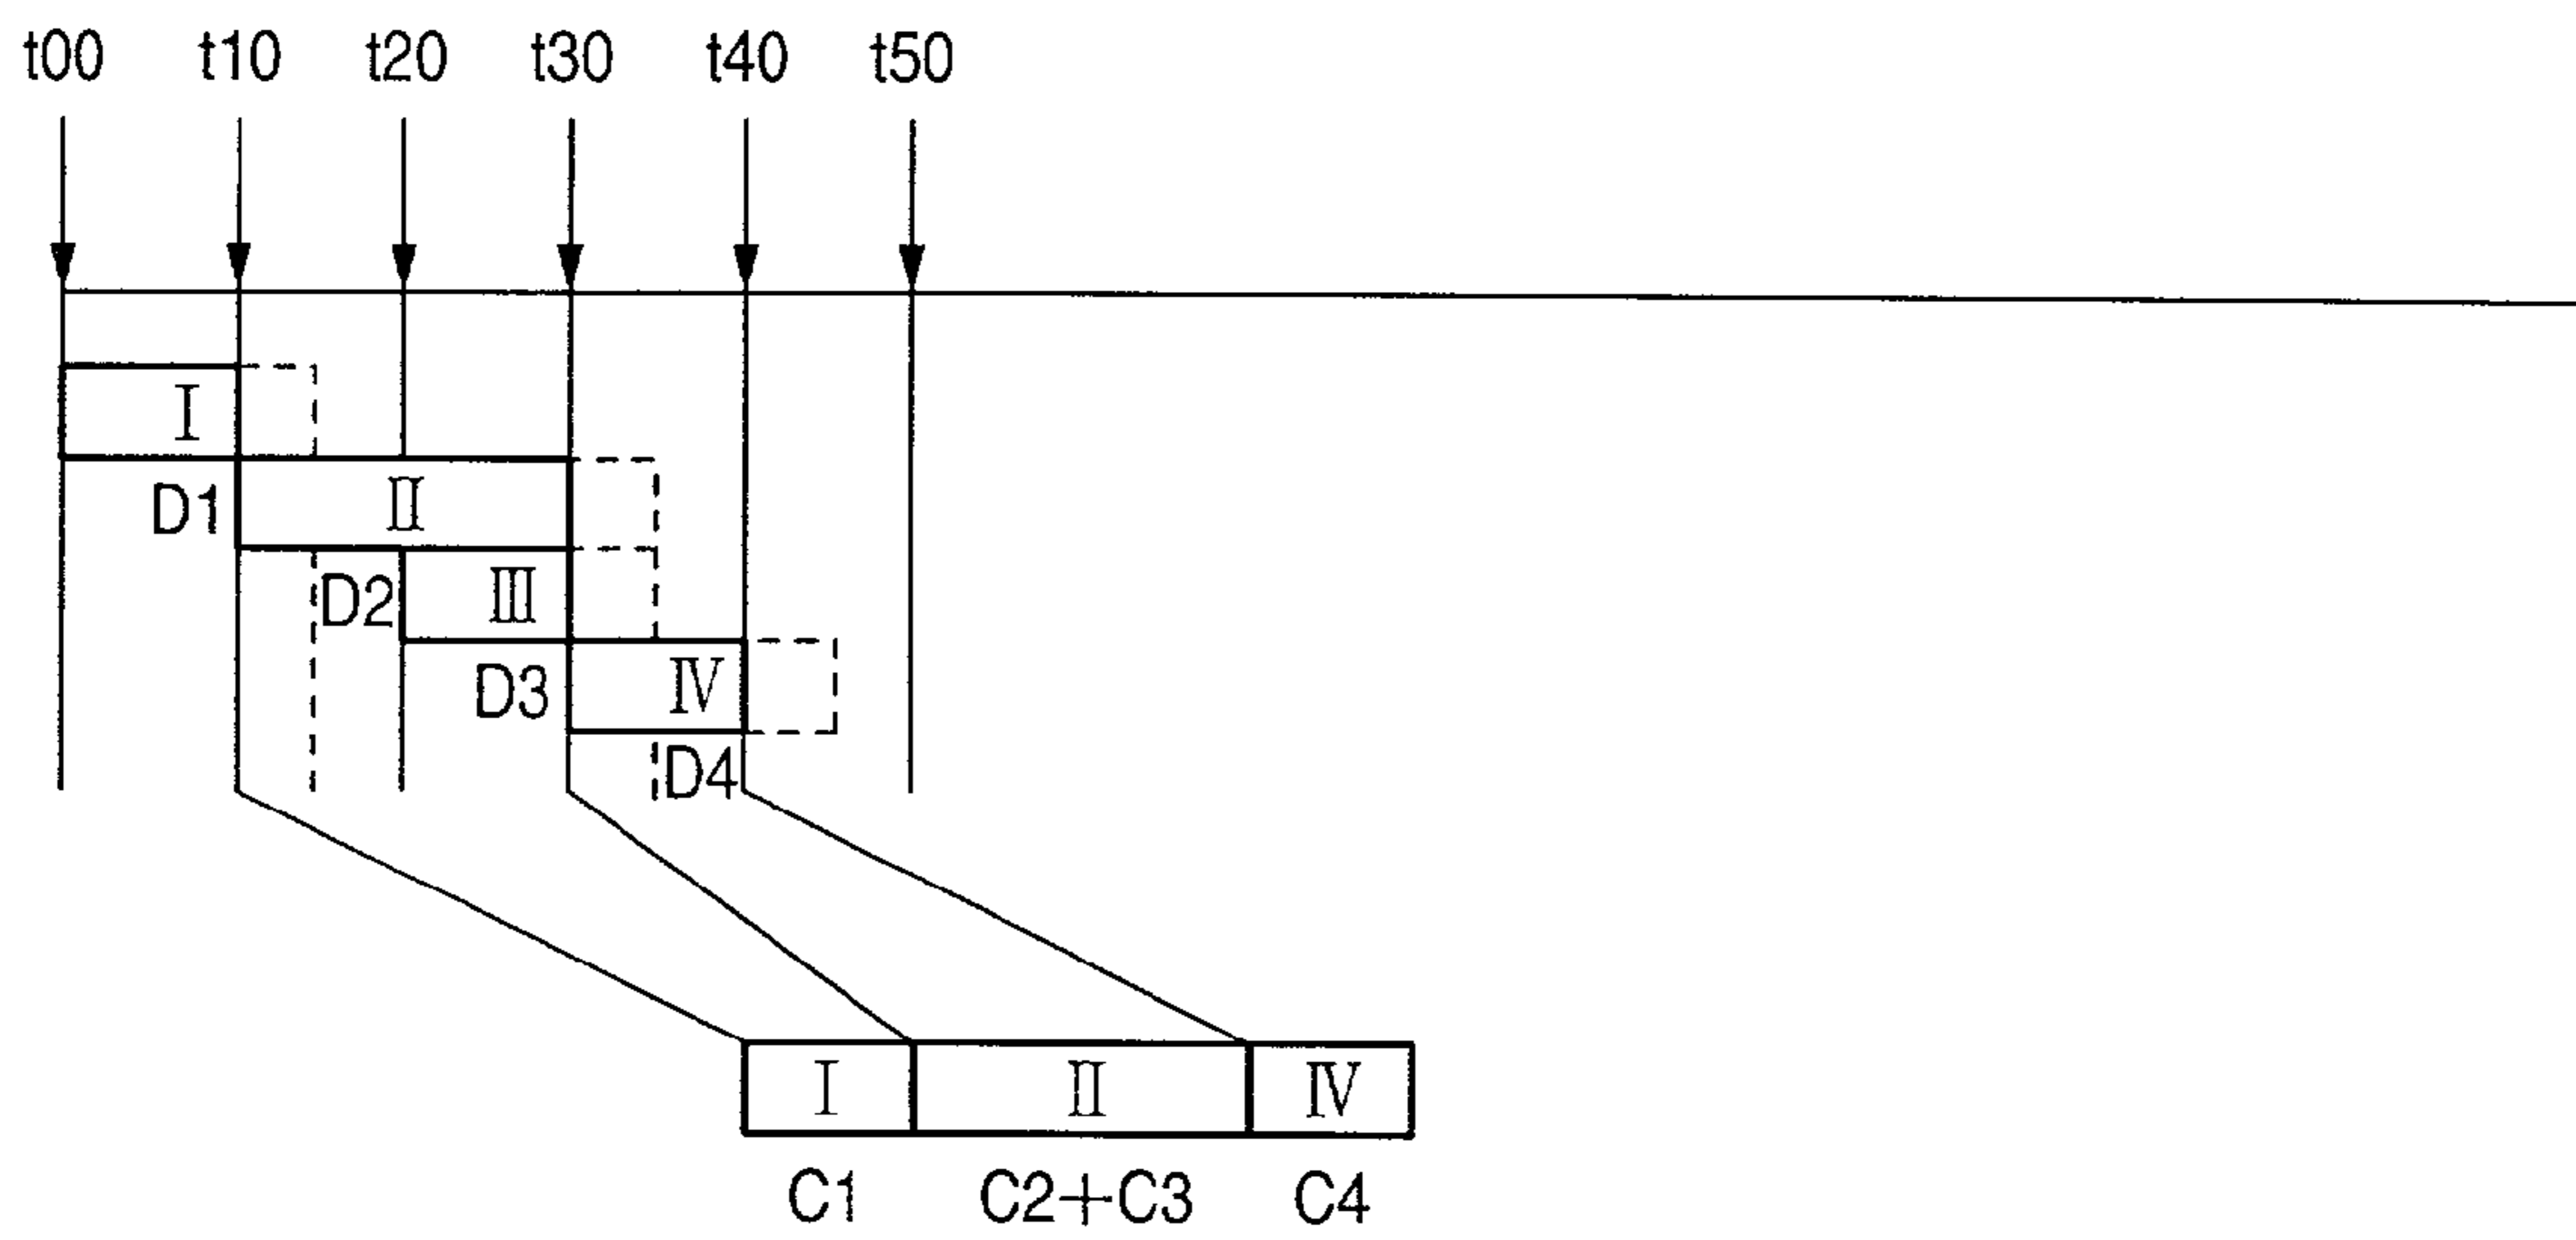 t00 t10 t20 t30 t40 t50
Ⅰ
D1 Ⅱ
D2 Ⅲ
D3 Ⅳ
D4
Ⅰ Ⅱ Ⅳ
C1 C2+C3 C4